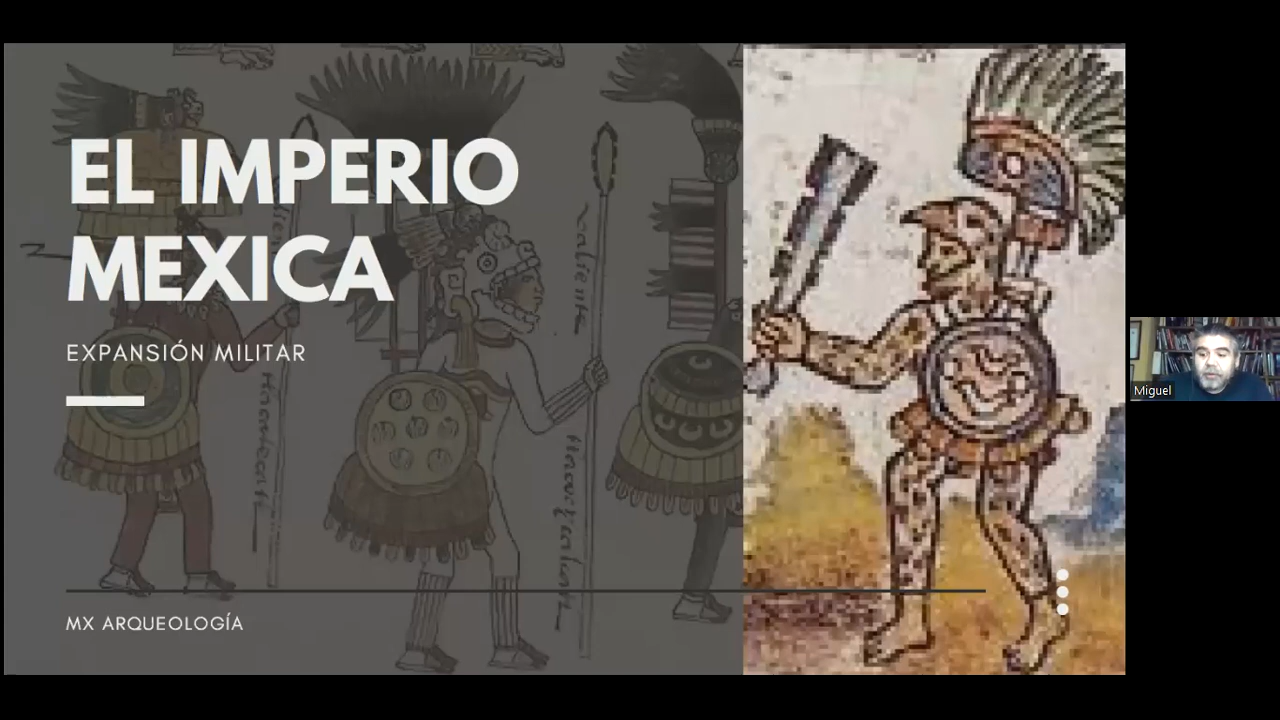 EL IMPERIO
MEXICA
EXPANSIÓN MILITAR
MX ARQUEOLOGÍA
Miguel